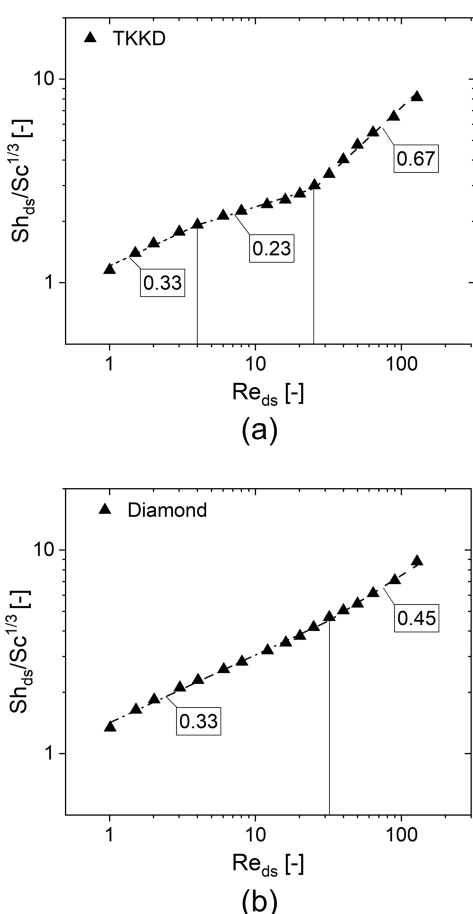 TKKD
10
1
Sh_ds/Sc^1/3 [-]
0.33
0.23
0.67
1 10 100
Re_ds [-]
(a)
Diamond
10
1
Sh_ds/Sc^1/3 [-]
0.33
0.45
1 10 100
Re_ds [-]
(b)